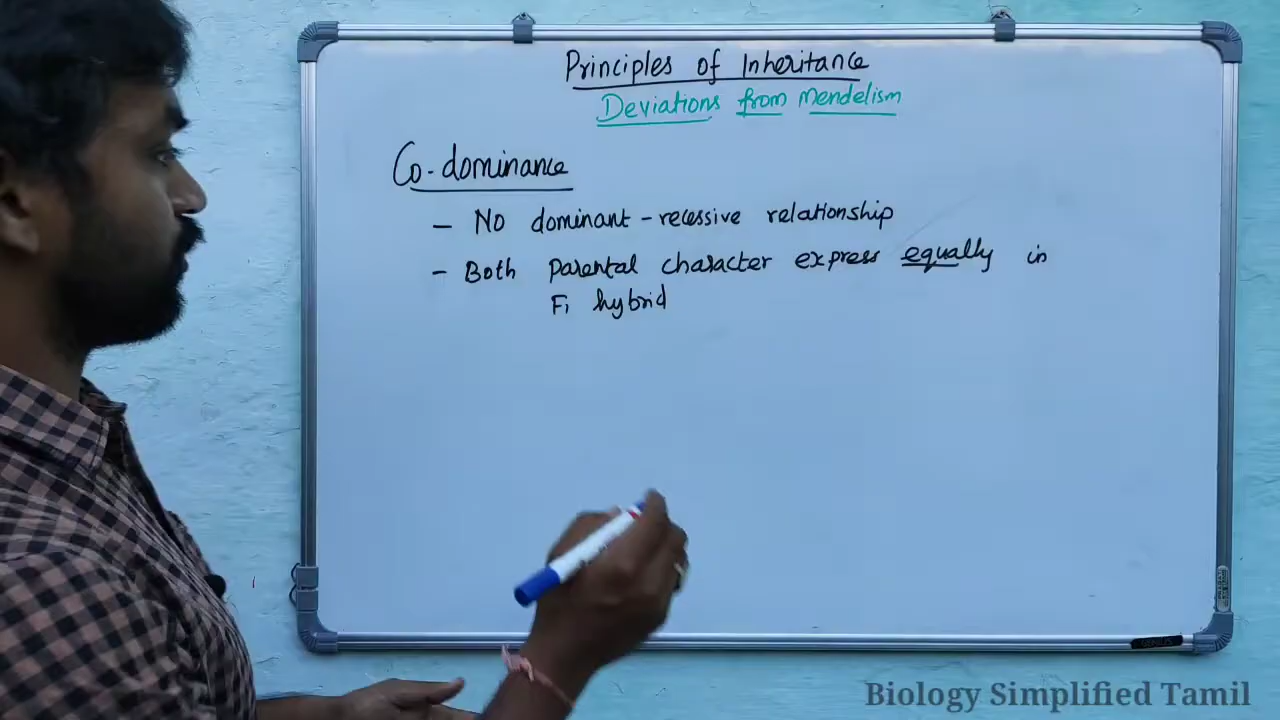 Principles of Inheritance
Deviations from Mendelism
Co-dominance
- No dominant-recessive relationship
- Both Parental character express equally in
F1 hybrid
Biology Simplified Tamil